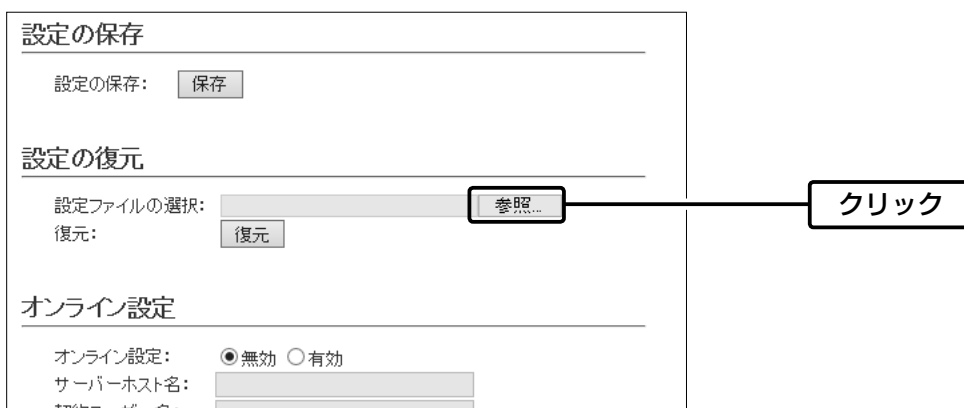 設定の保存
設定の保存： 保存
設定の復元
設定ファイルの選択： 参照...
クリック
復元： 復元
オンライン設定
オンライン設定： 無効 有効
サーバーホスト名：